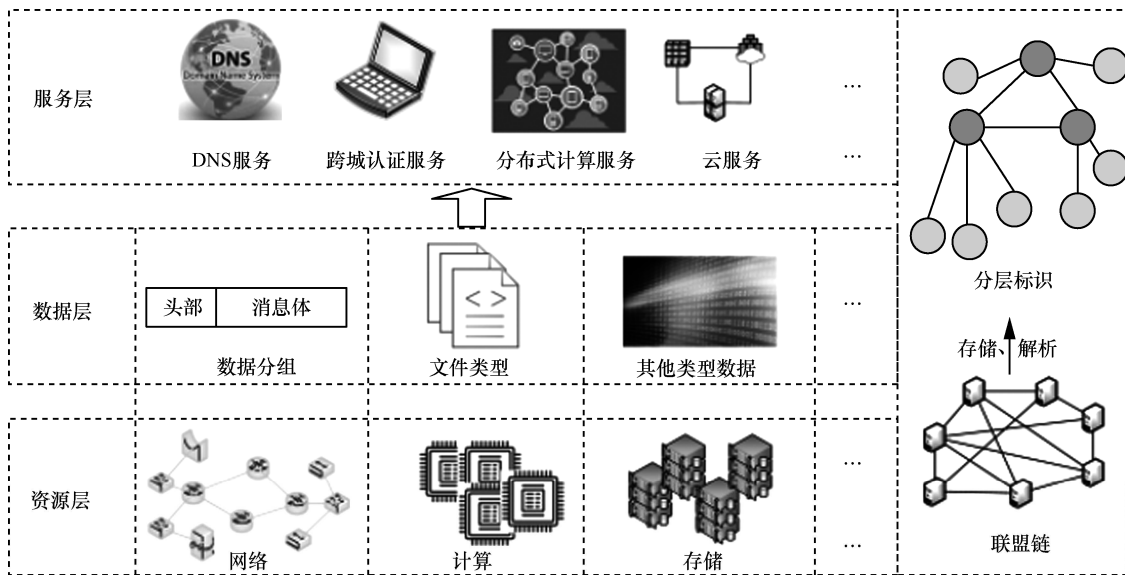 DNS
Domain Name System
服务层
DNS服务
跨城认证服务
分布式计算服务
云服务
...
...
数据层
头部
消息体
数据分组
< >
文件类型
其他类型数据
...
资源层
网络
计算
存储
...
...
分层标识
存储、解析
联盟链